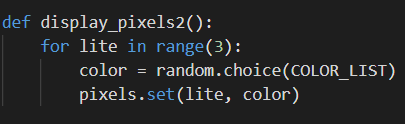 def display_pixels2():
    for lite in range(3):
        color = random.choice(COLOR_LIST)
        pixels.set(lite, color)